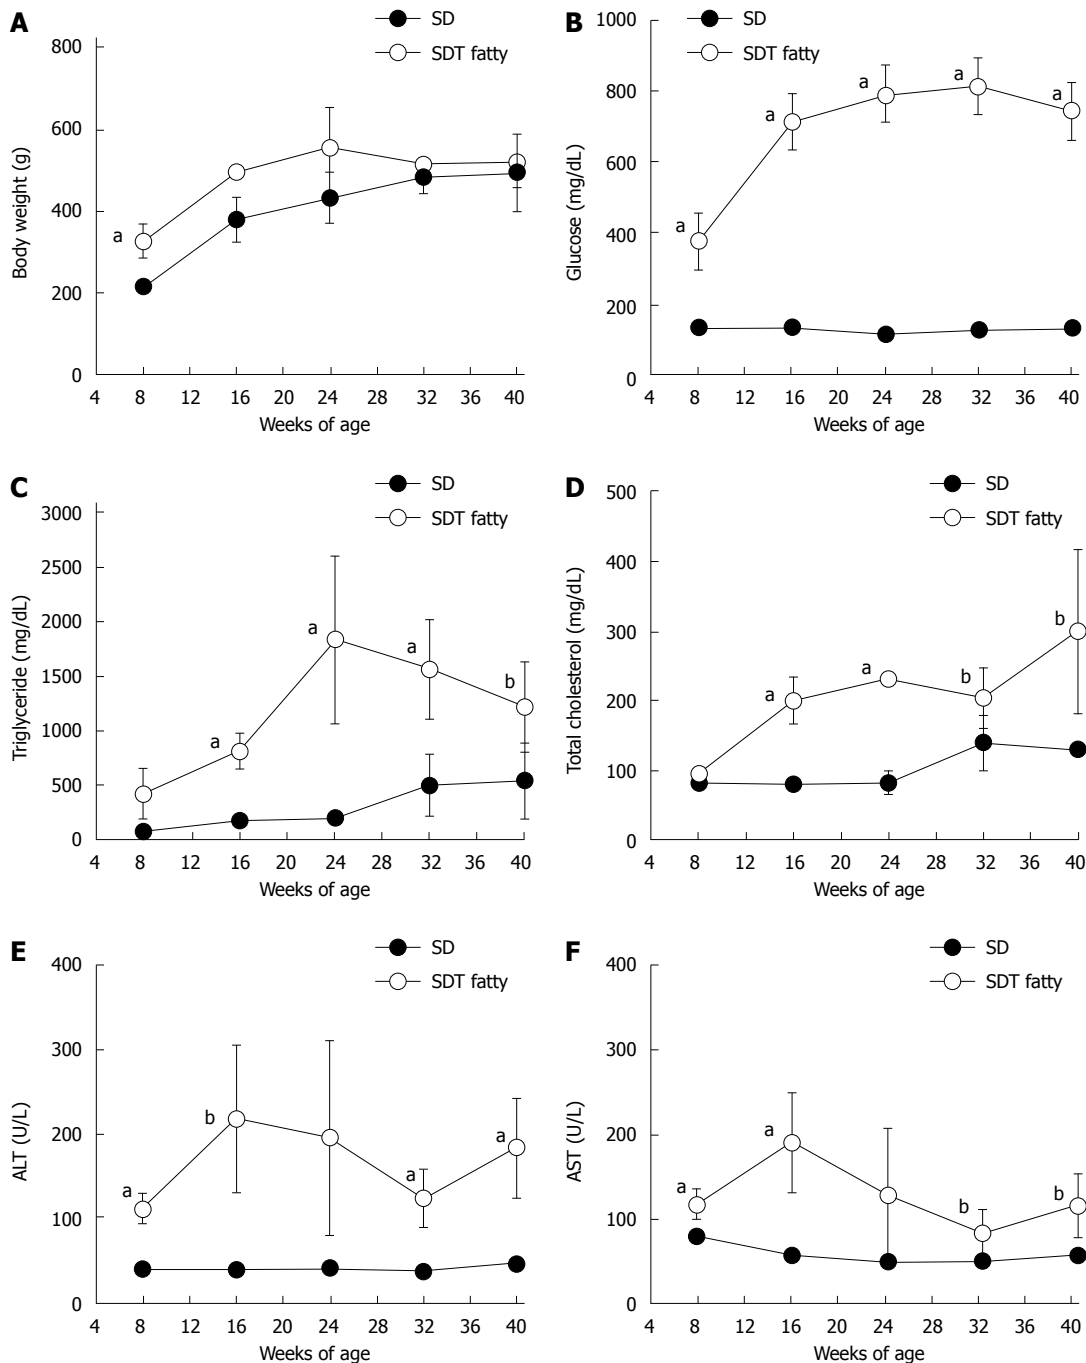 A
SD
SDT fatty
Body weight (g)
800
600
400
200
0
a
4 8 12 16 20 24 28 32 36 40
Weeks of age
B
SD
SDT fatty
Glucose (mg/dL)
1000
800
600
400
200
0
a
a
a
a
a
4 8 12 16 20 24 28 32 36 40
Weeks of age
C
SD
SDT fatty
Triglyceride (mg/dL)
3000
2500
2000
1500
1000
500
0
a
a
a
b
4 8 12 16 20 24 28 32 36 40
Weeks of age
D
SD
SDT fatty
Total cholesterol (mg/dL)
500
400
300
200
100
0
a
a
b
b
4 8 12 16 20 24 28 32 36 40
Weeks of age
E
SD
SDT fatty
ALT (U/L)
400
300
200
100
0
a
b
a
a
4 8 12 16 20 24 28 32 36 40
Weeks of age
F
SD
SDT fatty
AST (U/L)
400
300
200
100
0
a
a
b
b
4 8 12 16 20 24 28 32 36 40
Weeks of age